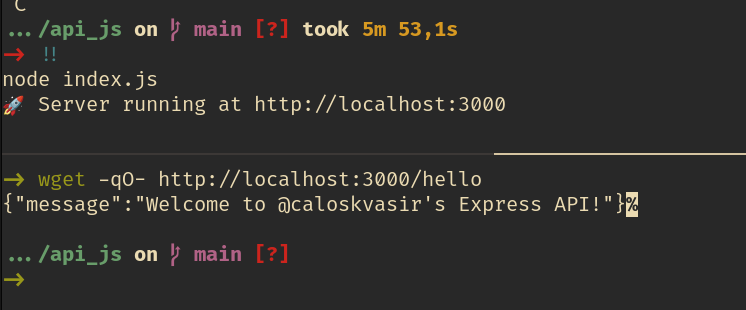 C
.../api_js on main [?] took 5m 53,1s
→ !!
node index.js
🚀 Server running at http://localhost:3000
→ wget -qO- http://localhost:3000/hello
{"message":"Welcome to @caloskvasir's Express API!"}%
.../api_js on main [?]
→